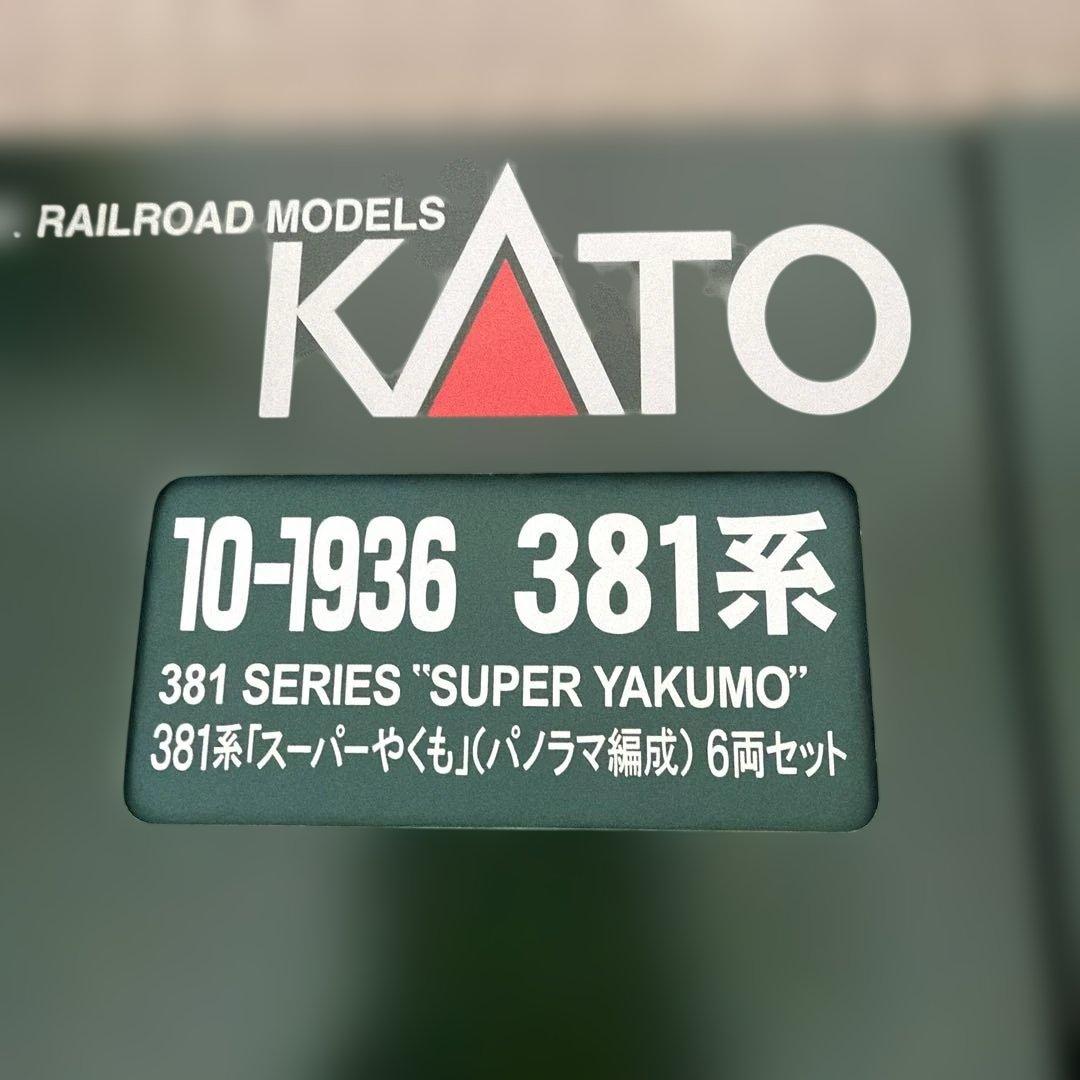 . RAILROAD MODELS
KATO
10-1936 381系
381 SERIES "SUPER YAKUMO"
381系「スーパーやくも」(パノラマ編成) 6両セット